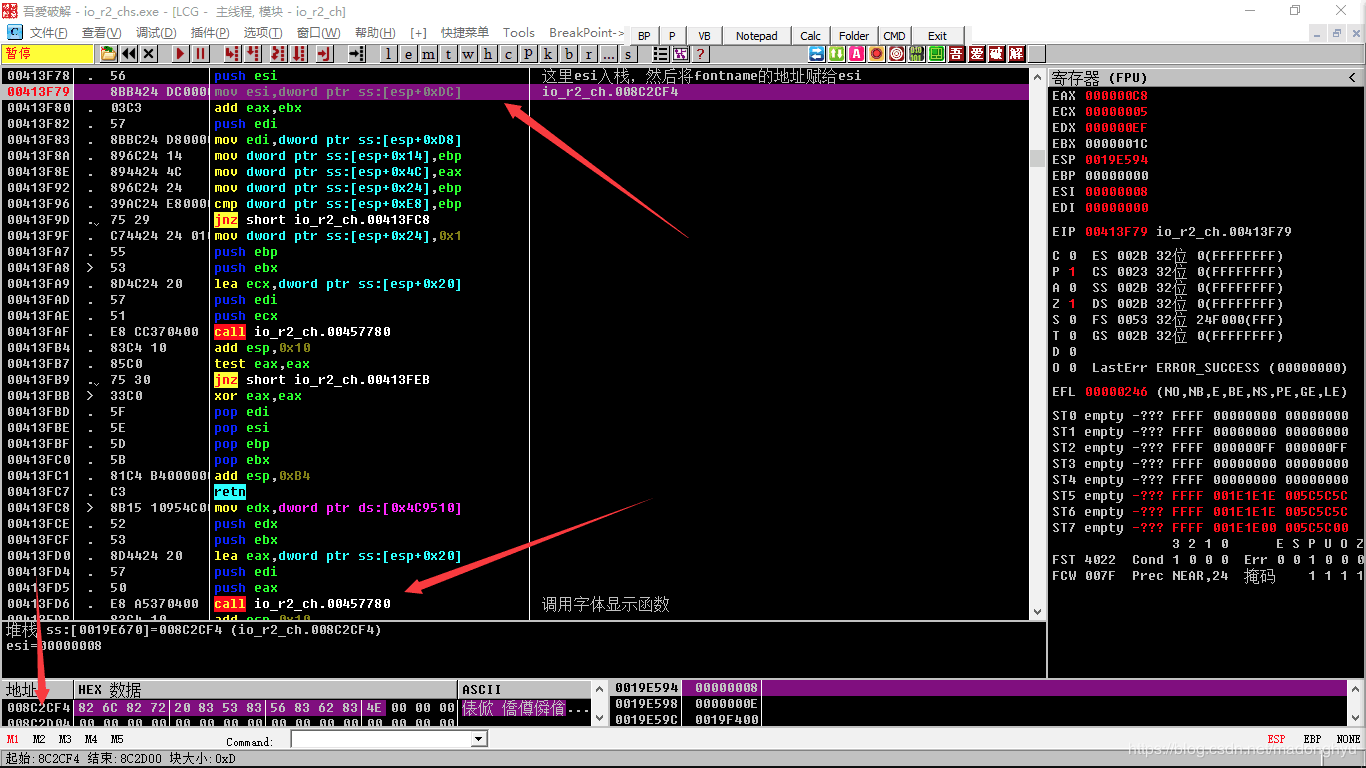 吾愛破解 - io_r2_chs.exe - [LCG - 主线程, 模块 - io_r2_ch]
文件(F) 查看(V) 调试(D) 插件(P) 选项(T) 窗口(W) 帮助(H) [+] 快捷菜单 Tools BreakPoint-> BP P VB Notepad Calc Folder CMD Exit
暂停 l e m t w h c p k b r ... s ? 吾 爱 破 解
00413F78 . 56 push esi 这里esi入栈，然后将fontname的地址赋给esi
00413F79 . 8BB424 DC0000 mov esi,dword ptr ss:[esp+0xDC] io_r2_ch.008C2CF4
00413F80 . 03C3 add eax,ebx
00413F82 . 57 push edi
00413F83 . 8BBC24 D80000 mov edi,dword ptr ss:[esp+0xD8]
00413F8A . 896C24 14 mov dword ptr ss:[esp+0x14],ebp
00413F8E . 894424 4C mov dword ptr ss:[esp+0x4C],eax
00413F92 . 896C24 24 mov dword ptr ss:[esp+0x24],ebp
00413F96 . 39AC24 E80000 cmp dword ptr ss:[esp+0xE8],ebp
00413F9D . 75 29 jnz short io_r2_ch.00413FC8
00413F9F . C74424 24 010 mov dword ptr ss:[esp+0x24],0x1
00413FA7 . 55 push ebp
00413FA8 > 53 push ebx
00413FA9 . 8D4C24 20 lea ecx,dword ptr ss:[esp+0x20]
00413FAD . 57 push edi
00413FAE . 51 push ecx
00413FAF . E8 CC370400 call io_r2_ch.00457780
00413FB4 . 83C4 10 add esp,0x10
00413FB7 . 85C0 test eax,eax
00413FB9 . 75 30 jnz short io_r2_ch.00413FEB
00413FBB > 33C0 xor eax,eax
00413FBD . 5F pop edi
00413FBE . 5E pop esi
00413FBF . 5D pop ebp
00413FC0 . 5B pop ebx
00413FC1 . 81C4 B4000000 add esp,0xB4
00413FC7 . C3 retn
00413FC8 > 8B15 10954C00 mov edx,dword ptr ds:[0x4C9510]
00413FCE . 52 push edx
00413FCF . 53 push ebx
00413FD0 . 8D4424 20 lea eax,dword ptr ss:[esp+0x20]
00413FD4 . 57 push edi
00413FD5 . 50 push eax
00413FD6 . E8 A5370400 call io_r2_ch.00457780 调用字体显示函数
00413FDB . 83C4 10 add esp,0x10
堆栈 ss:[0019E670]=008C2CF4 (io_r2_ch.008C2CF4)
esi=00000008
寄存器 (FPU) <
EAX 000000C8
ECX 00000005
EDX 000000EF
EBX 0000001C
ESP 0019E594
EBP 00000000
ESI 00000008
EDI 00000000
EIP 00413F79 io_r2_ch.00413F79
C 0 ES 002B 32位 0(FFFFFFFF)
P 1 CS 0023 32位 0(FFFFFFFF)
A 0 SS 002B 32位 0(FFFFFFFF)
Z 1 DS 002B 32位 0(FFFFFFFF)
S 0 FS 0053 32位 24F000(FFF)
T 0 GS 002B 32位 0(FFFFFFFF)
D 0
O 0 LastErr ERROR_SUCCESS (00000000)
EFL 00000246 (NO,NB,E,BE,NS,PE,GE,LE)
ST0 empty -??? FFFF 00000000 00000000
ST1 empty -??? FFFF 00000000 00000000
ST2 empty -??? FFFF 000000FF 000000FF
ST3 empty -??? FFFF 00000000 00000000
ST4 empty -??? FFFF 00000000 00000000
ST5 empty -??? FFFF 001E1E1E 005C5C5C
ST6 empty -??? FFFF 001E1E1E 005C5C5C
ST7 empty -??? FFFF 001E1E00 005C5C00
3 2 1 0 E S P U O Z
FST 4022 Cond 1 0 0 0 Err 0 0 1 0 0 0
FCW 007F Prec NEAR,24 掩码 1 1 1 1
地址 HEX 数据 ASCII
008C2CF4 82 6C 82 72 20 83 53 83 56 83 62 83 4E 00 00 00
008C2D04 00 00 00 00 00 00 00 00 00 00 00 00 00 00 00 00
0019E594 00000008
0019E598 0000000E
0019E59C 0019F400
M1 M2 M3 M4 M5 Command: ESP EBP NONE
起始: 8C2CF4 结束: 8C2D00 块大小: 0xD
https://blog.csdn.net/madonghyu